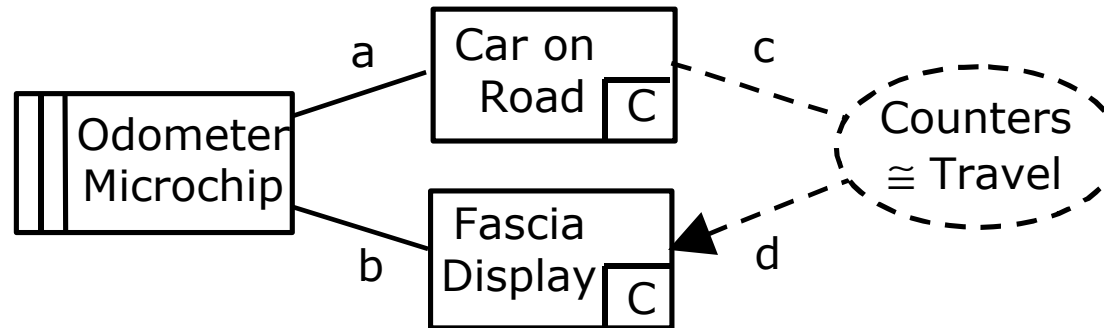 Odometer
Microchip
a
b
Car on
Road
C
Fascia
Display
C
c
d
Counters
≅ Travel